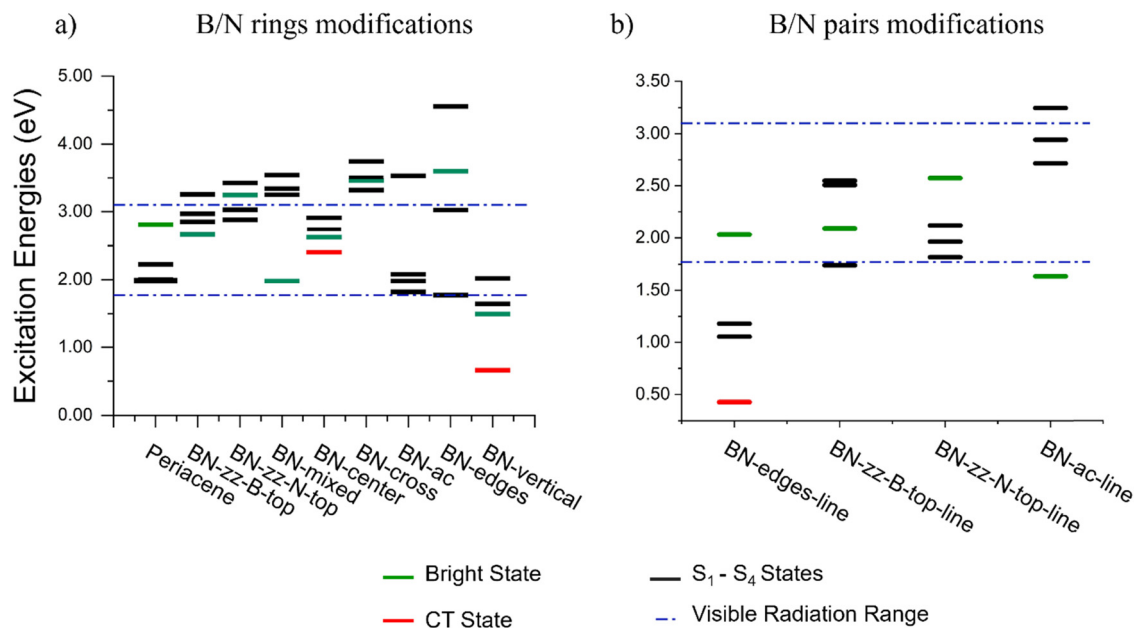 a) B/N rings modifications
b) B/N pairs modifications
Excitation Energies (eV)
5.00
4.00
3.00
2.00
1.00
0.00
Periacene
BN-zz-B-top
BN-zz-N-top
BN-mixed
BN-center
BN-cross
BN-ac
BN-edges
BN-vertical
3.50
3.00
2.50
2.00
1.50
1.00
0.50
BN-edges-line
BN-zz-B-top-line
BN-zz-N-top-line
BN-ac-line
Bright State
CT State
S₁ - S₄ States
Visible Radiation Range